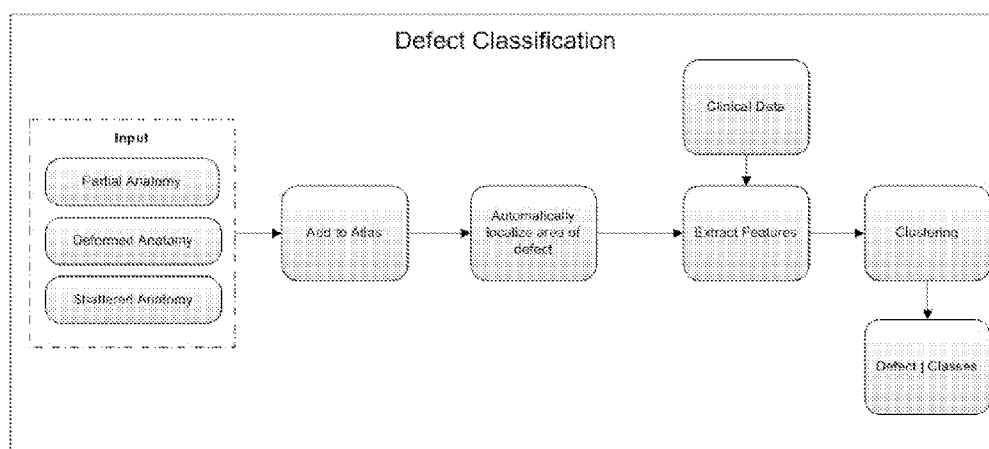 Defect Classification
Input
Partial Anatomy
Deformed Anatomy
Shattered Anatomy
Add to Atlas
Automatically
localize area of
defect
Clinical Data
Extract Features
Clustering
Defect | Classes